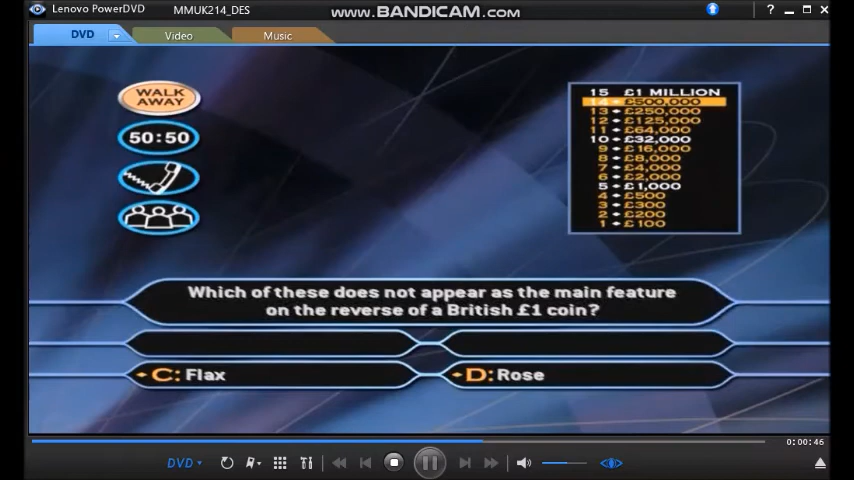 Lenovo PowerDVD
MMUK214_DES
www.BANDICAM.com
?
DVD
Video
Music
WALK AWAY
50:50
15 £1 MILLION
14 £500,000
13 £250,000
12 £125,000
11 £64,000
10 £32,000
9 £16,000
8 £8,000
7 £4,000
6 £2,000
5 £1,000
4 £500
3 £300
2 £200
1 £100
Which of these does not appear as the main feature
on the reverse of a British £1 coin?
C: Flax
D: Rose
0:00:46
DVD